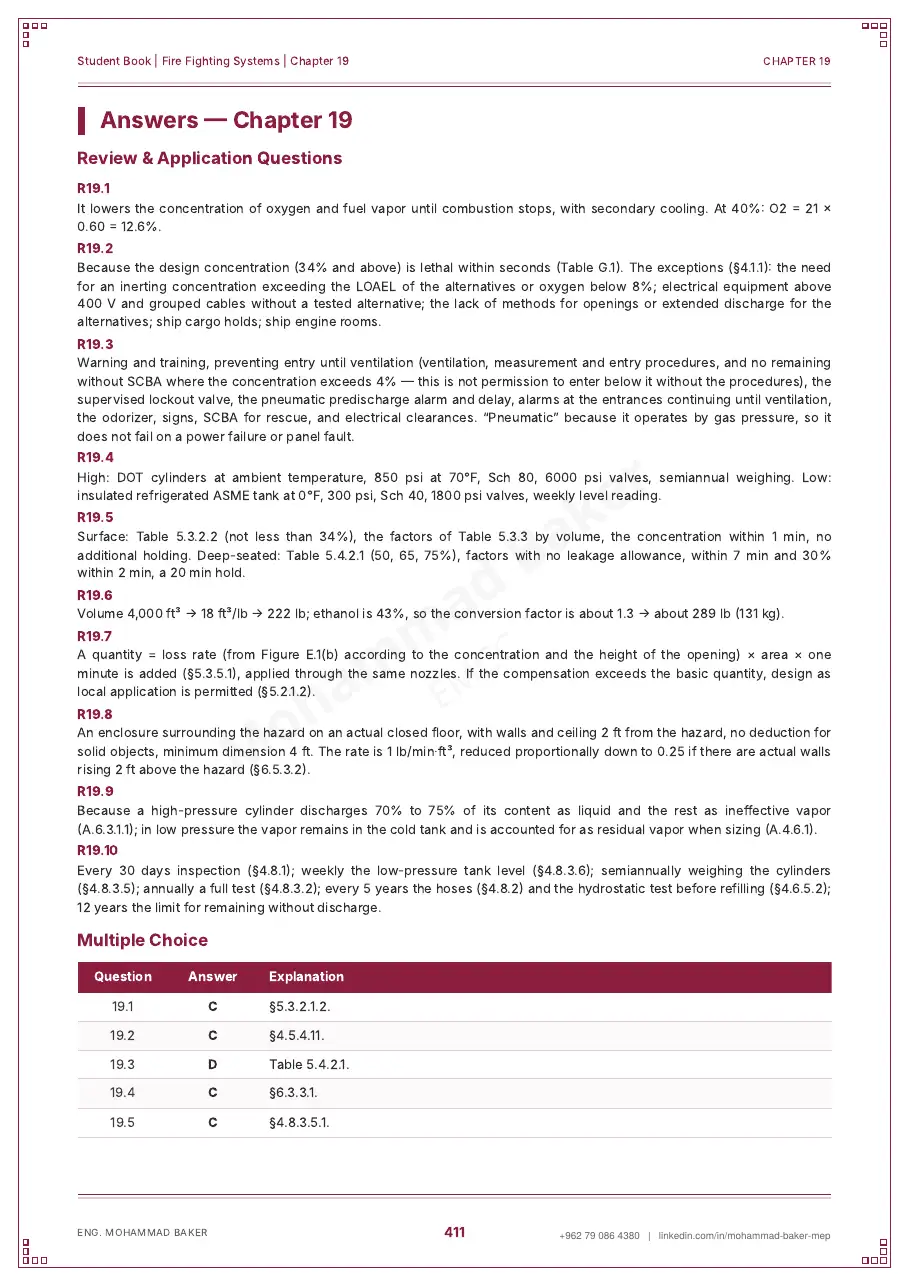 Student Book | Fire Fighting Systems | Chapter 19
CHAPTER 19
Answers — Chapter 19
Review & Application Questions
R19.1
It lowers the concentration of oxygen and fuel vapor until combustion stops, with secondary cooling. At 40%: O2 = 21 ×
0.60 = 12.6%.
R19.2
Because the design concentration (34% and above) is lethal within seconds (Table G.1). The exceptions (§4.1.1): the need
for an inerting concentration exceeding the LOAEL of the alternatives or oxygen below 8%; electrical equipment above
400 V and grouped cables without a tested alternative; the lack of methods for openings or extended discharge for the
alternatives; ship cargo holds; ship engine rooms.
R19.3
Warning and training, preventing entry until ventilation (ventilation, measurement and entry procedures, and no remaining
without SCBA where the concentration exceeds 4% — this is not permission to enter below it without the procedures), the
supervised lockout valve, the pneumatic predischarge alarm and delay, alarms at the entrances continuing until ventilation,
the odorizer, signs, SCBA for rescue, and electrical clearances. “Pneumatic” because it operates by gas pressure, so it
does not fail on a power failure or panel fault.
R19.4
High: DOT cylinders at ambient temperature, 850 psi at 70°F, Sch 80, 6000 psi valves, semiannual weighing. Low:
insulated refrigerated ASME tank at 0°F, 300 psi, Sch 40, 1800 psi valves, weekly level reading.
R19.5
Surface: Table 5.3.2.2 (not less than 34%), the factors of Table 5.3.3 by volume, the concentration within 1 min, no
additional holding. Deep-seated: Table 5.4.2.1 (50, 65, 75%), factors with no leakage allowance, within 7 min and 30%
within 2 min, a 20 min hold.
R19.6
Volume 4,000 ft³ → 18 ft³/lb → 222 lb; ethanol is 43%, so the conversion factor is about 1.3 → about 289 lb (131 kg).
R19.7
A quantity = loss rate (from Figure E.1(b) according to the concentration and the height of the opening) × area × one
minute is added (§5.3.5.1), applied through the same nozzles. If the compensation exceeds the basic quantity, design as
local application is permitted (§5.2.1.2).
R19.8
An enclosure surrounding the hazard on an actual closed floor, with walls and ceiling 2 ft from the hazard, no deduction for
solid objects, minimum dimension 4 ft. The rate is 1 lb/min·ft³, reduced proportionally down to 0.25 if there are actual walls
rising 2 ft above the hazard (§6.5.3.2).
R19.9
Because a high-pressure cylinder discharges 70% to 75% of its content as liquid and the rest as ineffective vapor
(A.6.3.1.1); in low pressure the vapor remains in the cold tank and is accounted for as residual vapor when sizing (A.4.6.1).
R19.10
Every 30 days inspection (§4.8.1); weekly the low-pressure tank level (§4.8.3.6); semiannually weighing the cylinders
(§4.8.3.5); annually a full test (§4.8.3.2); every 5 years the hoses (§4.8.2) and the hydrostatic test before refilling (§4.6.5.2);
12 years the limit for remaining without discharge.
Multiple Choice
Question Answer Explanation
19.1 C §5.3.2.1.2.
19.2 C §4.5.4.11.
19.3 D Table 5.4.2.1.
19.4 C §6.3.3.1.
19.5 C §4.8.3.5.1.
ENG. MOHAMMAD BAKER
411
+962 79 086 4380 | linkedin.com/in/mohammad-baker-mep